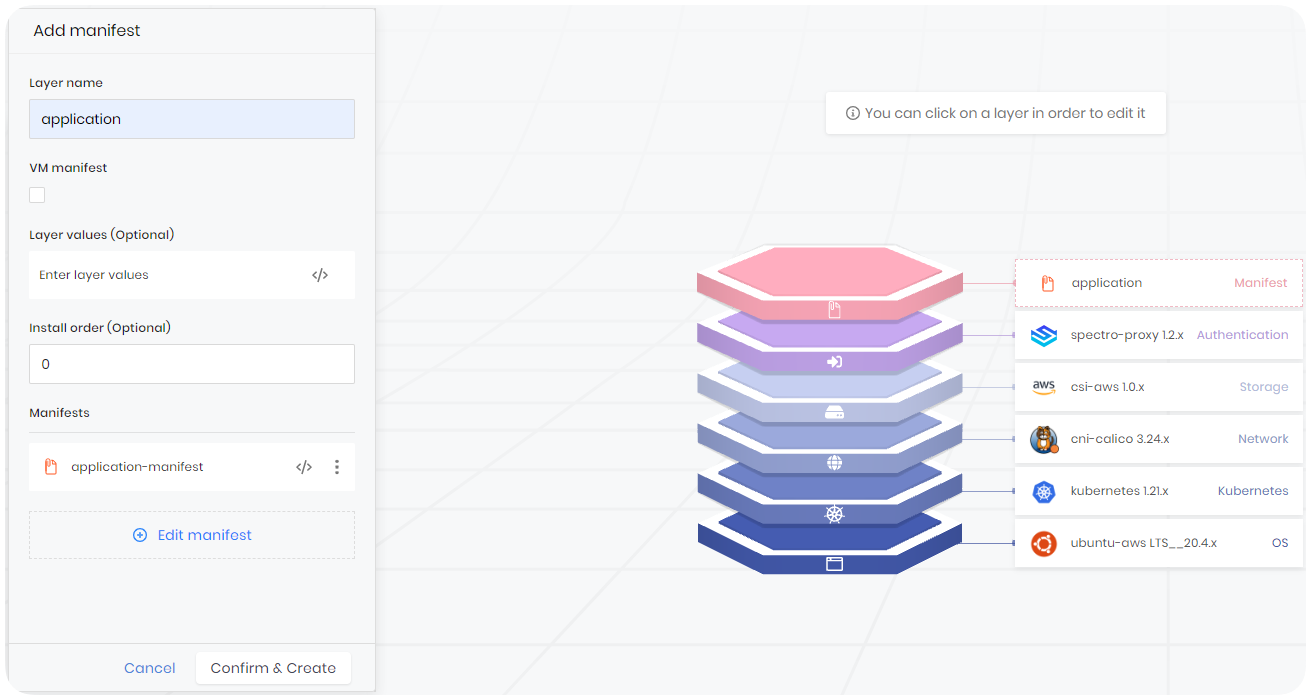 Add manifest
Layer name
application
VM manifest
Layer values (Optional)
Enter layer values </>
Install order (Optional)
0
Manifests
application-manifest </>
Edit manifest
Cancel Confirm & Create
You can click on a layer in order to edit it
application Manifest
spectro-proxy 1.2.x Authentication
aws csi-aws 1.0.x Storage
cni-calico 3.24.x Network
kubernetes 1.21.x Kubernetes
ubuntu-aws LTS__20.4.x OS